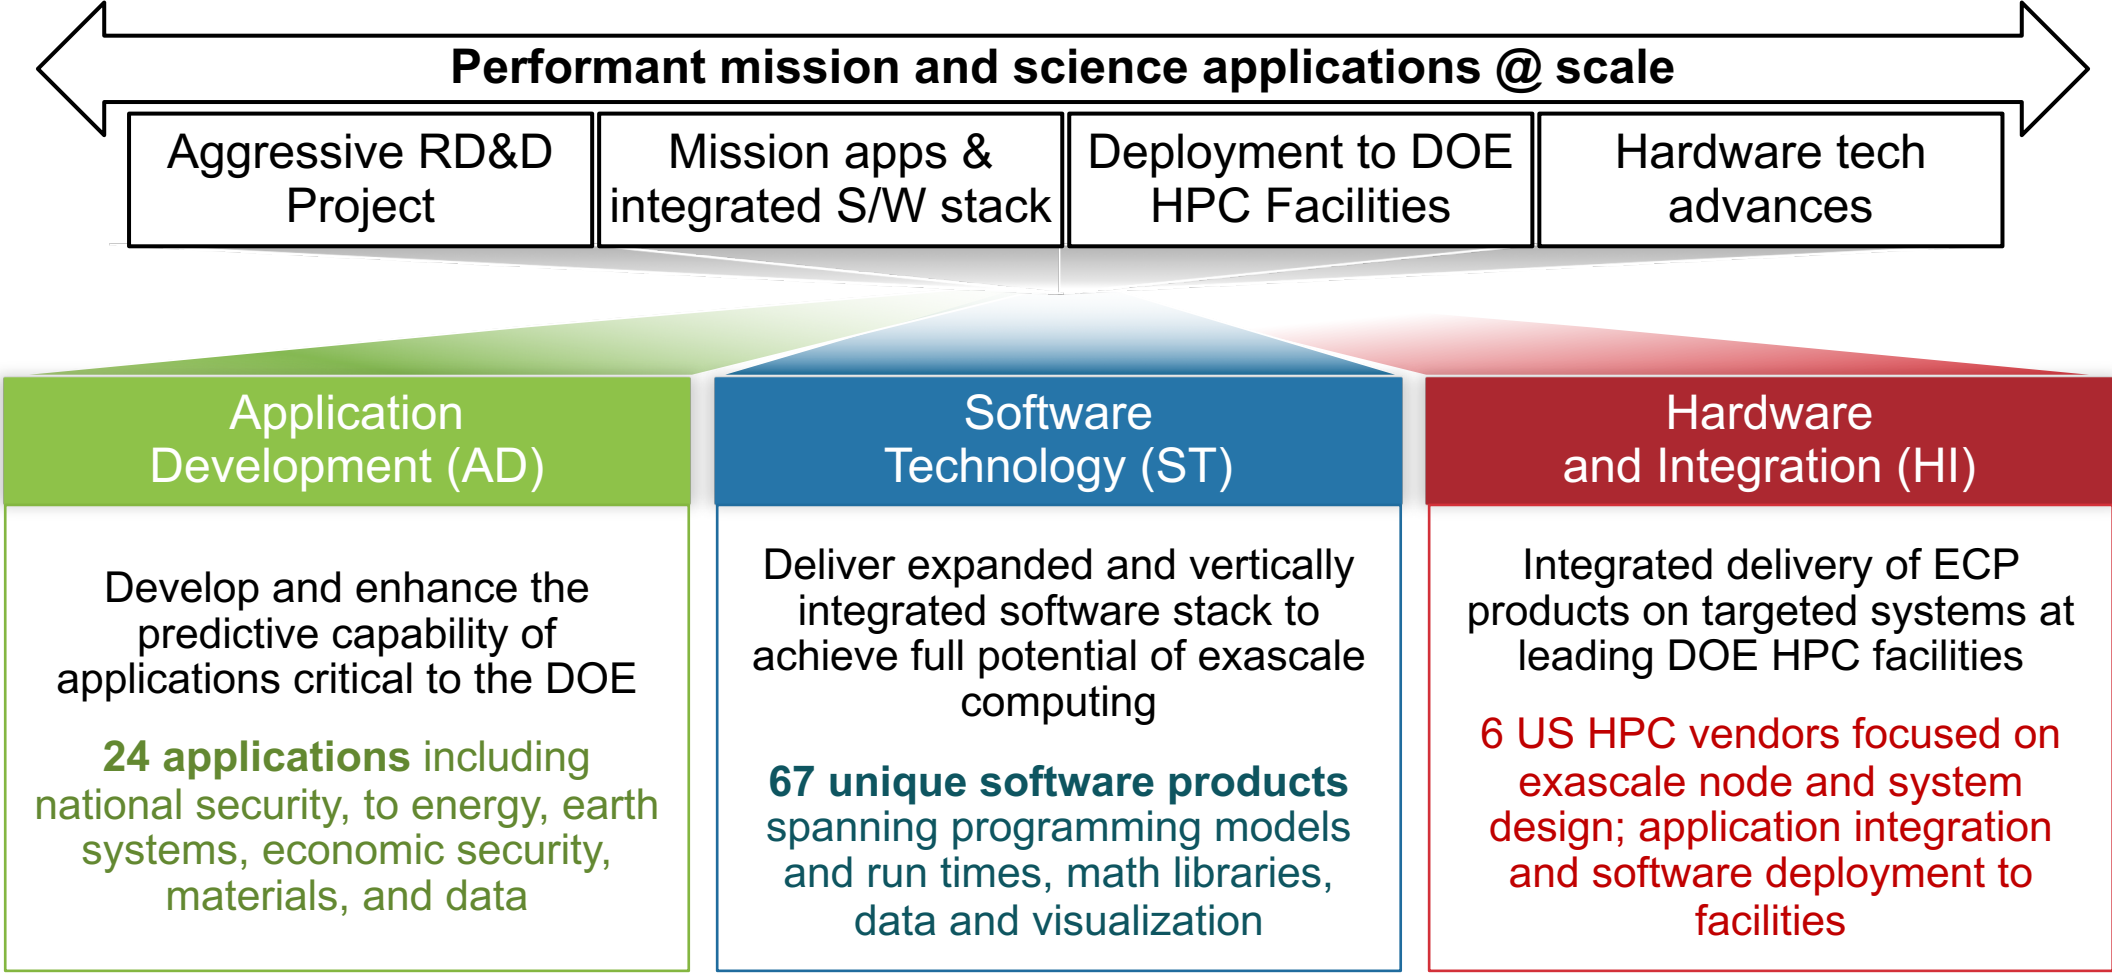 Performant mission and science applications @ scale
Aggressive RD&D
Project
Mission apps &
integrated S/W stack
Deployment to DOE
HPC Facilities
Hardware tech
advances
Application
Development (AD)
Develop and enhance the
predictive capability of
applications critical to the DOE
24 applications including
national security, to energy, earth
systems, economic security,
materials, and data
Software
Technology (ST)
Deliver expanded and vertically
integrated software stack to
achieve full potential of exascale
computing
67 unique software products
spanning programming models
and run times, math libraries,
data and visualization
Hardware
and Integration (HI)
Integrated delivery of ECP
products on targeted systems at
leading DOE HPC facilities
6 US HPC vendors focused on
exascale node and system
design; application integration
and software deployment to
facilities